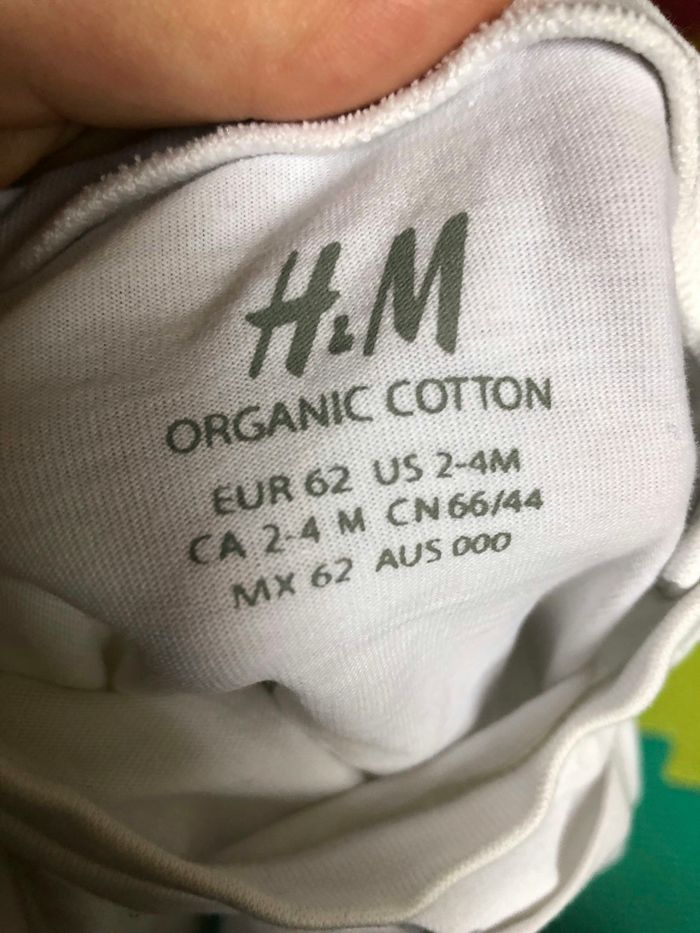 H&M
ORGANIC COTTON
EUR 62 US 2-4M
CA 2-4 M CN 66/44
MX 62 AUS 000